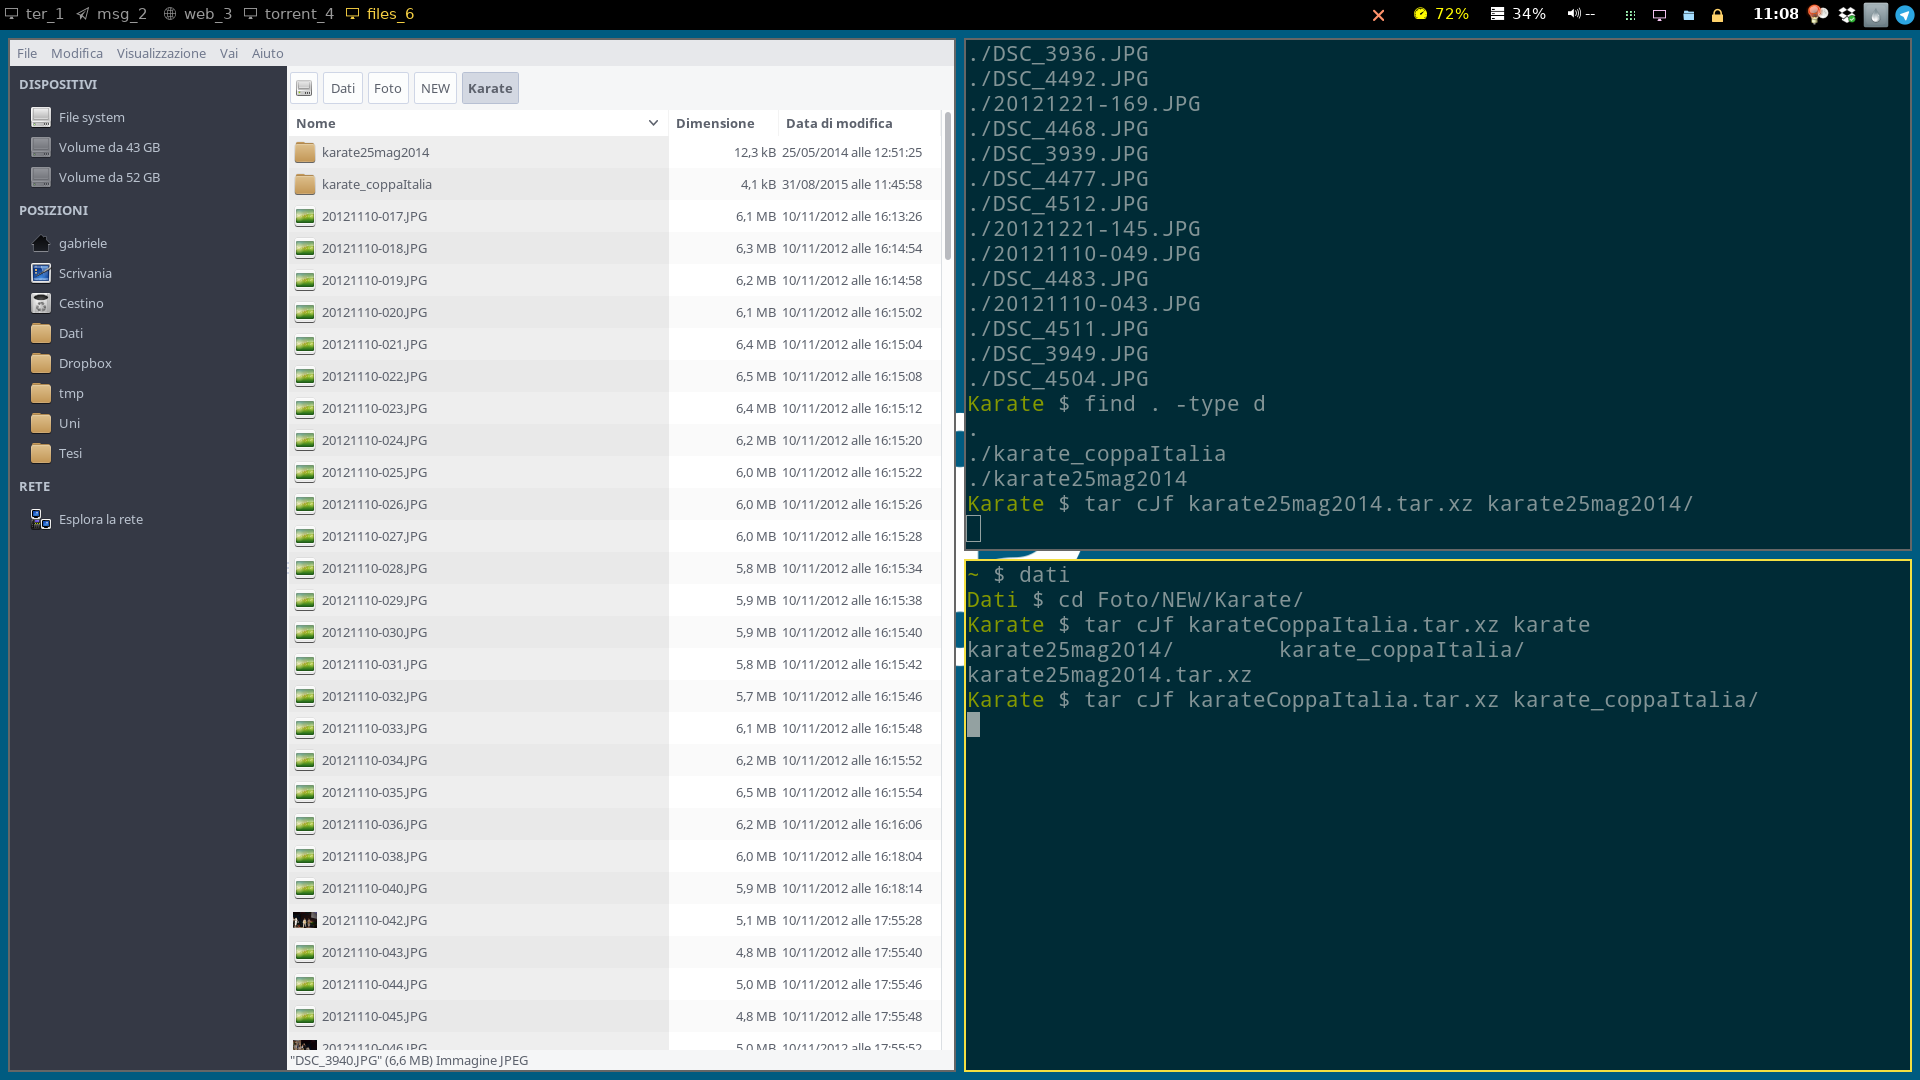 ter_1 msg_2 web_3 torrent_4 files_6 72% 34% -- 11:08
File Modifica Visualizzazione Vai Aiuto
DISPOSITIVI
File system
Volume da 43 GB
Volume da 52 GB
POSIZIONI
gabriele
Scrivania
Cestino
Dati
Dropbox
tmp
Uni
Tesi
RETE
Esplora la rete
Dati Foto NEW Karate
Nome Dimensione Data di modifica
karate25mag2014 12,3 kB 25/05/2014 alle 12:51:25
karate_coppaItalia 4,1 kB 31/08/2015 alle 11:45:58
20121110-017.JPG 6,1 MB 10/11/2012 alle 16:13:26
20121110-018.JPG 6,3 MB 10/11/2012 alle 16:14:54
20121110-019.JPG 6,2 MB 10/11/2012 alle 16:14:58
20121110-020.JPG 6,1 MB 10/11/2012 alle 16:15:02
20121110-021.JPG 6,4 MB 10/11/2012 alle 16:15:04
20121110-022.JPG 6,5 MB 10/11/2012 alle 16:15:08
20121110-023.JPG 6,4 MB 10/11/2012 alle 16:15:12
20121110-024.JPG 6,2 MB 10/11/2012 alle 16:15:20
20121110-025.JPG 6,0 MB 10/11/2012 alle 16:15:22
20121110-026.JPG 6,0 MB 10/11/2012 alle 16:15:26
20121110-027.JPG 6,0 MB 10/11/2012 alle 16:15:28
20121110-028.JPG 5,8 MB 10/11/2012 alle 16:15:34
20121110-029.JPG 5,9 MB 10/11/2012 alle 16:15:38
20121110-030.JPG 5,9 MB 10/11/2012 alle 16:15:40
20121110-031.JPG 5,8 MB 10/11/2012 alle 16:15:42
20121110-032.JPG 5,7 MB 10/11/2012 alle 16:15:46
20121110-033.JPG 6,1 MB 10/11/2012 alle 16:15:48
20121110-034.JPG 6,2 MB 10/11/2012 alle 16:15:52
20121110-035.JPG 6,5 MB 10/11/2012 alle 16:15:54
20121110-036.JPG 6,2 MB 10/11/2012 alle 16:16:06
20121110-038.JPG 6,0 MB 10/11/2012 alle 16:18:04
20121110-040.JPG 5,9 MB 10/11/2012 alle 16:18:14
20121110-042.JPG 5,1 MB 10/11/2012 alle 17:55:28
20121110-043.JPG 4,8 MB 10/11/2012 alle 17:55:40
20121110-044.JPG 5,0 MB 10/11/2012 alle 17:55:46
20121110-045.JPG 4,8 MB 10/11/2012 alle 17:55:48
20121110-046.JPG 5,0 MB 10/11/2012 alle 17:55:52
"DSC_3940.JPG" (6,6 MB) Immagine JPEG
./DSC_3936.JPG
./DSC_4492.JPG
./20121221-169.JPG
./DSC_4468.JPG
./DSC_3939.JPG
./DSC_4477.JPG
./DSC_4512.JPG
./20121221-145.JPG
./20121110-049.JPG
./DSC_4483.JPG
./20121110-043.JPG
./DSC_4511.JPG
./DSC_3949.JPG
./DSC_4504.JPG
Karate $ find . -type d
.
./karate_coppaItalia
./karate25mag2014
Karate $ tar cJf karate25mag2014.tar.xz karate25mag2014/
~ $ dati
Dati $ cd Foto/NEW/Karate/
Karate $ tar cJf karateCoppaItalia.tar.xz karate
karate25mag2014/ karate_coppaItalia/
karate25mag2014.tar.xz
Karate $ tar cJf karateCoppaItalia.tar.xz karate_coppaItalia/